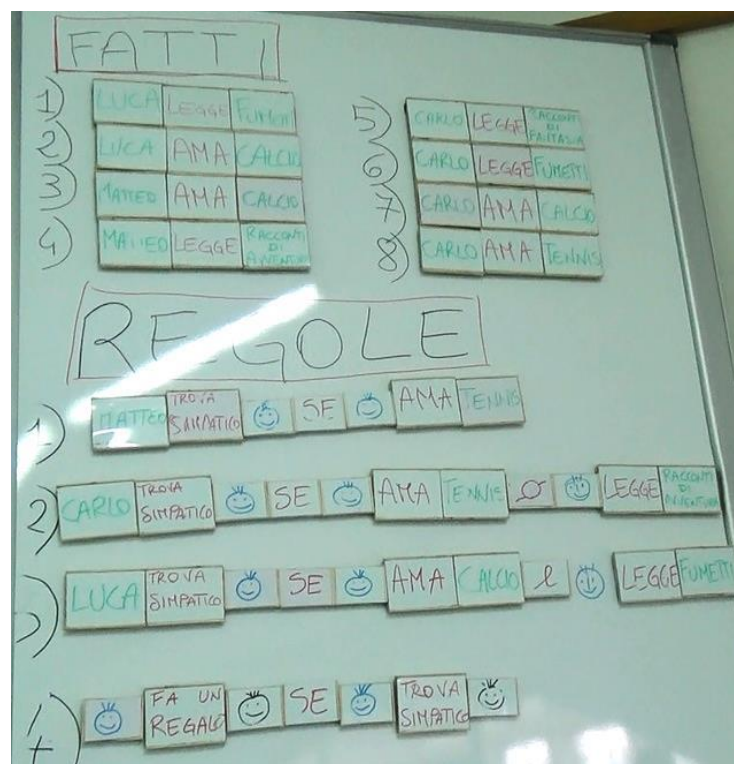 FATTI
1) LUCA LEGGE FUMETTI
2) LUCA AMA CALCIO
3) MATTEO AMA CALCIO
4) MATTEO LEGGE RACCONTI DI AVVENTURA
5) CARLO LEGGE RACCONTI DI FANTASIA
6) CARLO LEGGE FUMETTI
7) CARLO AMA CALCIO
8) CARLO AMA TENNIS
REGOLE
1) MATTEO TROVA SIMPATICO SE AMA TENNIS
2) CARLO TROVA SIMPATICO SE AMA TENNIS O LEGGE RACCONTI DI AVVENTURA
3) LUCA TROVA SIMPATICO SE AMA CALCIO e LEGGE FUMETTI
4) FA UN REGALO SE TROVA SIMPATICO